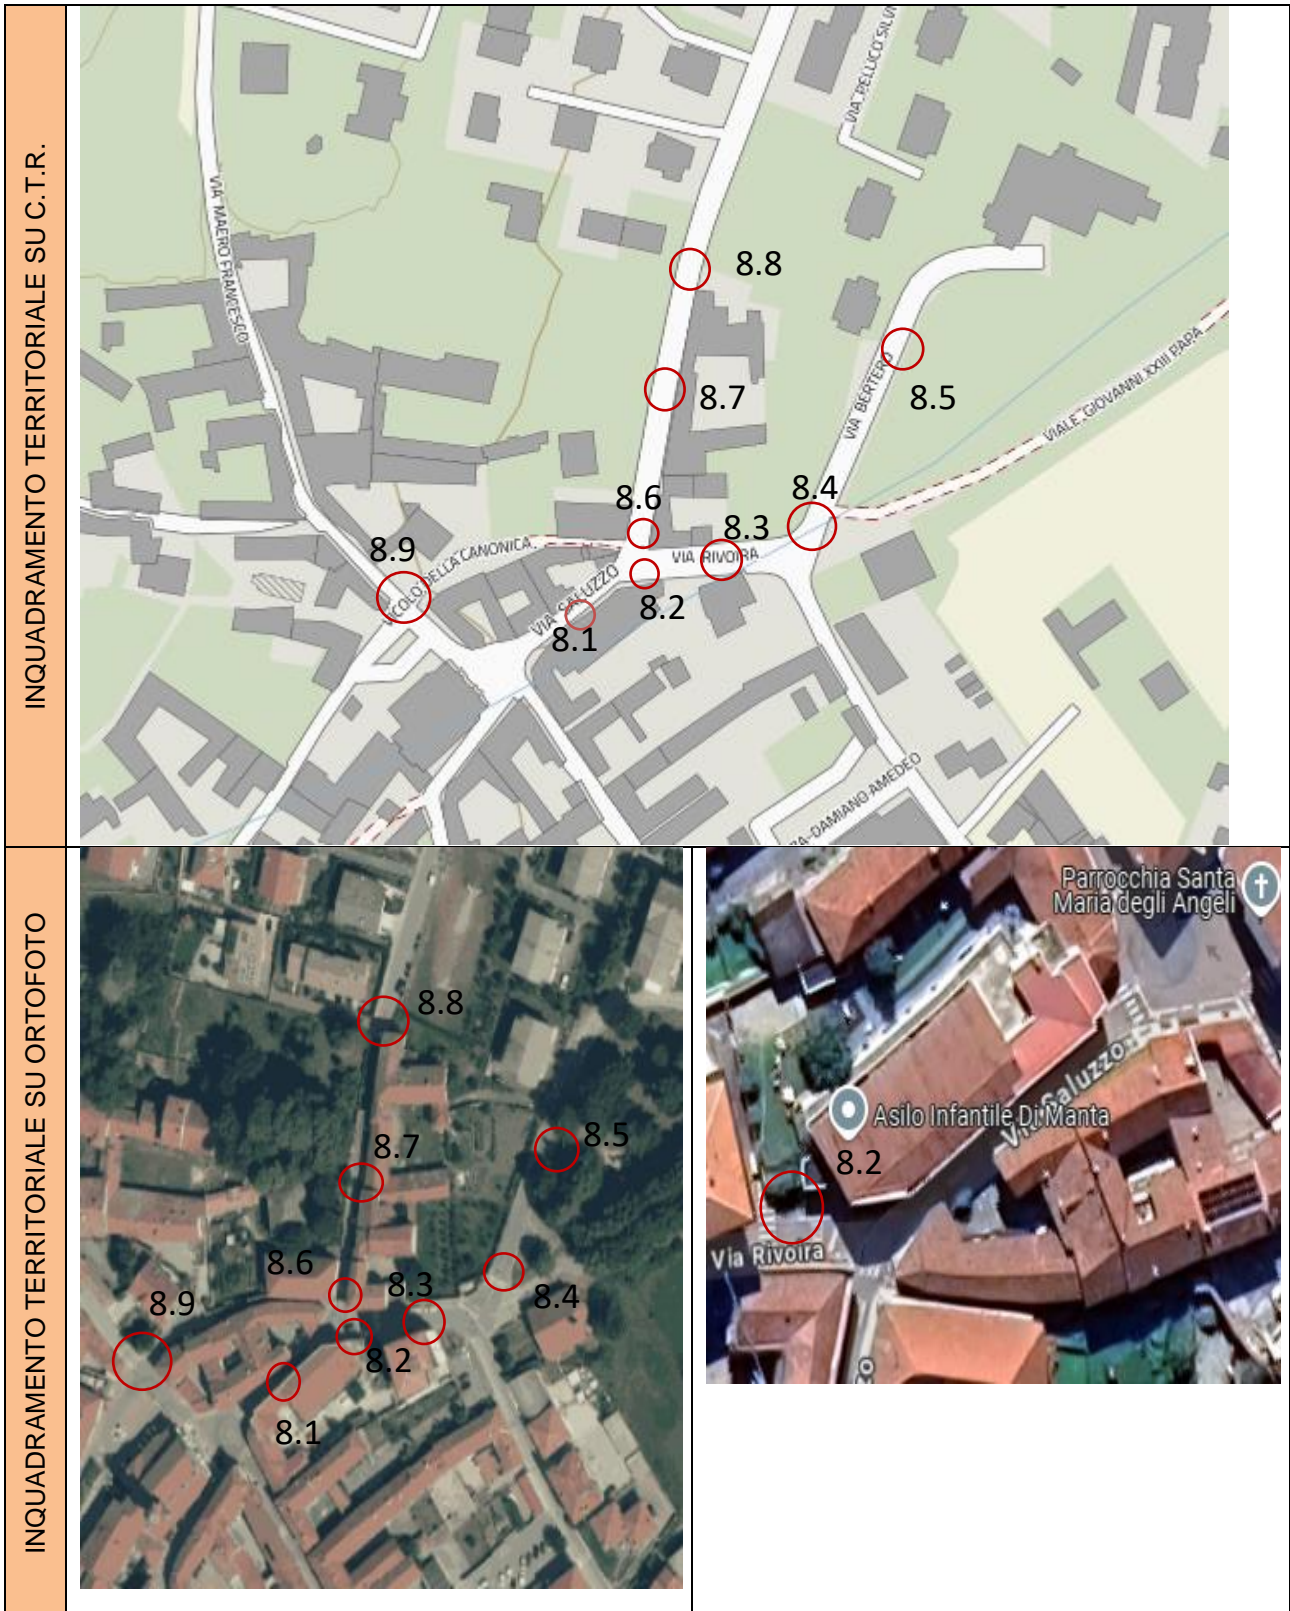 INQUADRAMENTO TERRITORIALE SU C.T.R.
VIA PELLICO SILVI
VIA MAERO FRANCESCO
8.8
8.7
VIA BERTERO
8.5
VIALE GIOVANNI XXIII PAPA
8.6
8.4
8.3
8.9
VICOLO DELLA CANONICA
VIA RIVOIRA
VIA SALUZZO
8.2
8.1
ZA DAMIANO AMEDEO
INQUADRAMENTO TERRITORIALE SU ORTOFOTO
8.8
8.7
8.5
8.6
8.3
8.4
8.9
8.2
8.1
Parrocchia Santa
Maria degli Angeli
Via Saluzzo
Asilo Infantile Di Manta
8.2
Via Rivoira
zo